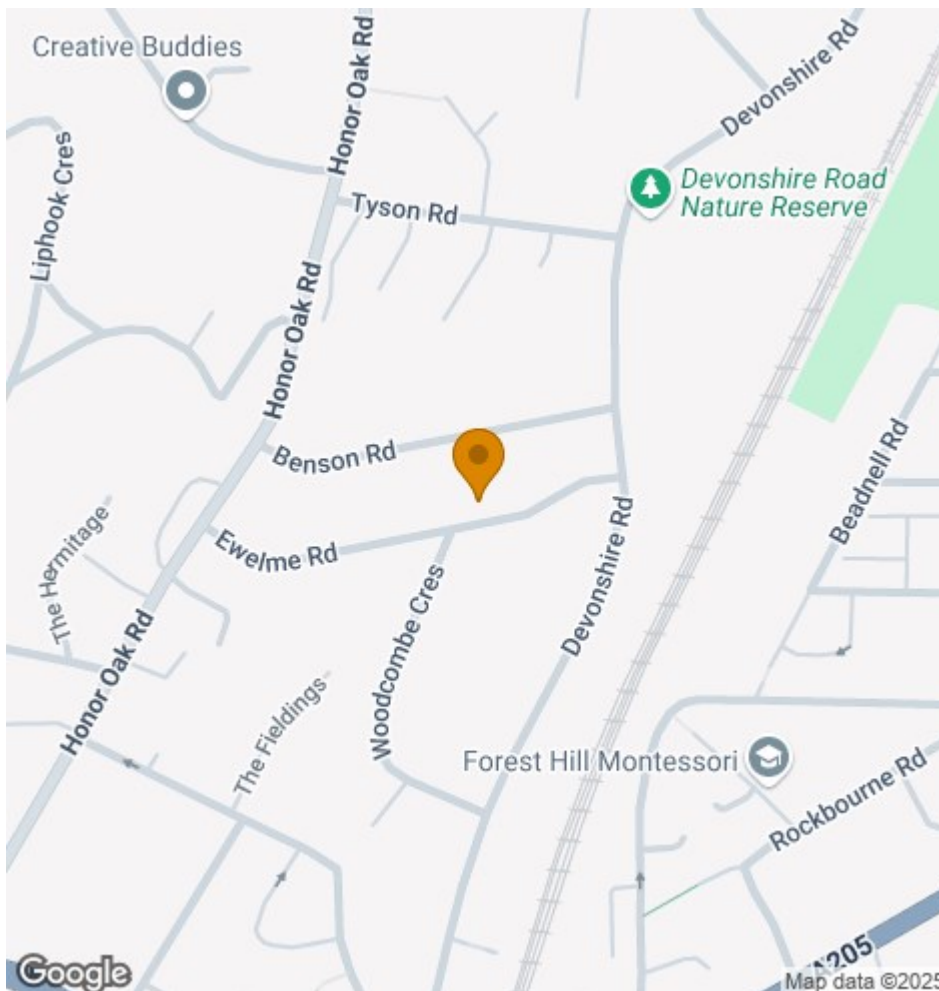 Creative Buddies
Honor Oak Rd
Devonshire Rd
Liphook Cres
Tyson Rd
Devonshire Road
Nature Reserve
Honor Oak Rd
Benson Rd
Beadnell Rd
Ewelme Rd
The Hermitage
Devonshire Rd
Woodcombe Cres
Honor Oak Rd
The Fieldings
Forest Hill Montessori
Rockbourne Rd
A205
Google
Map data ©2025